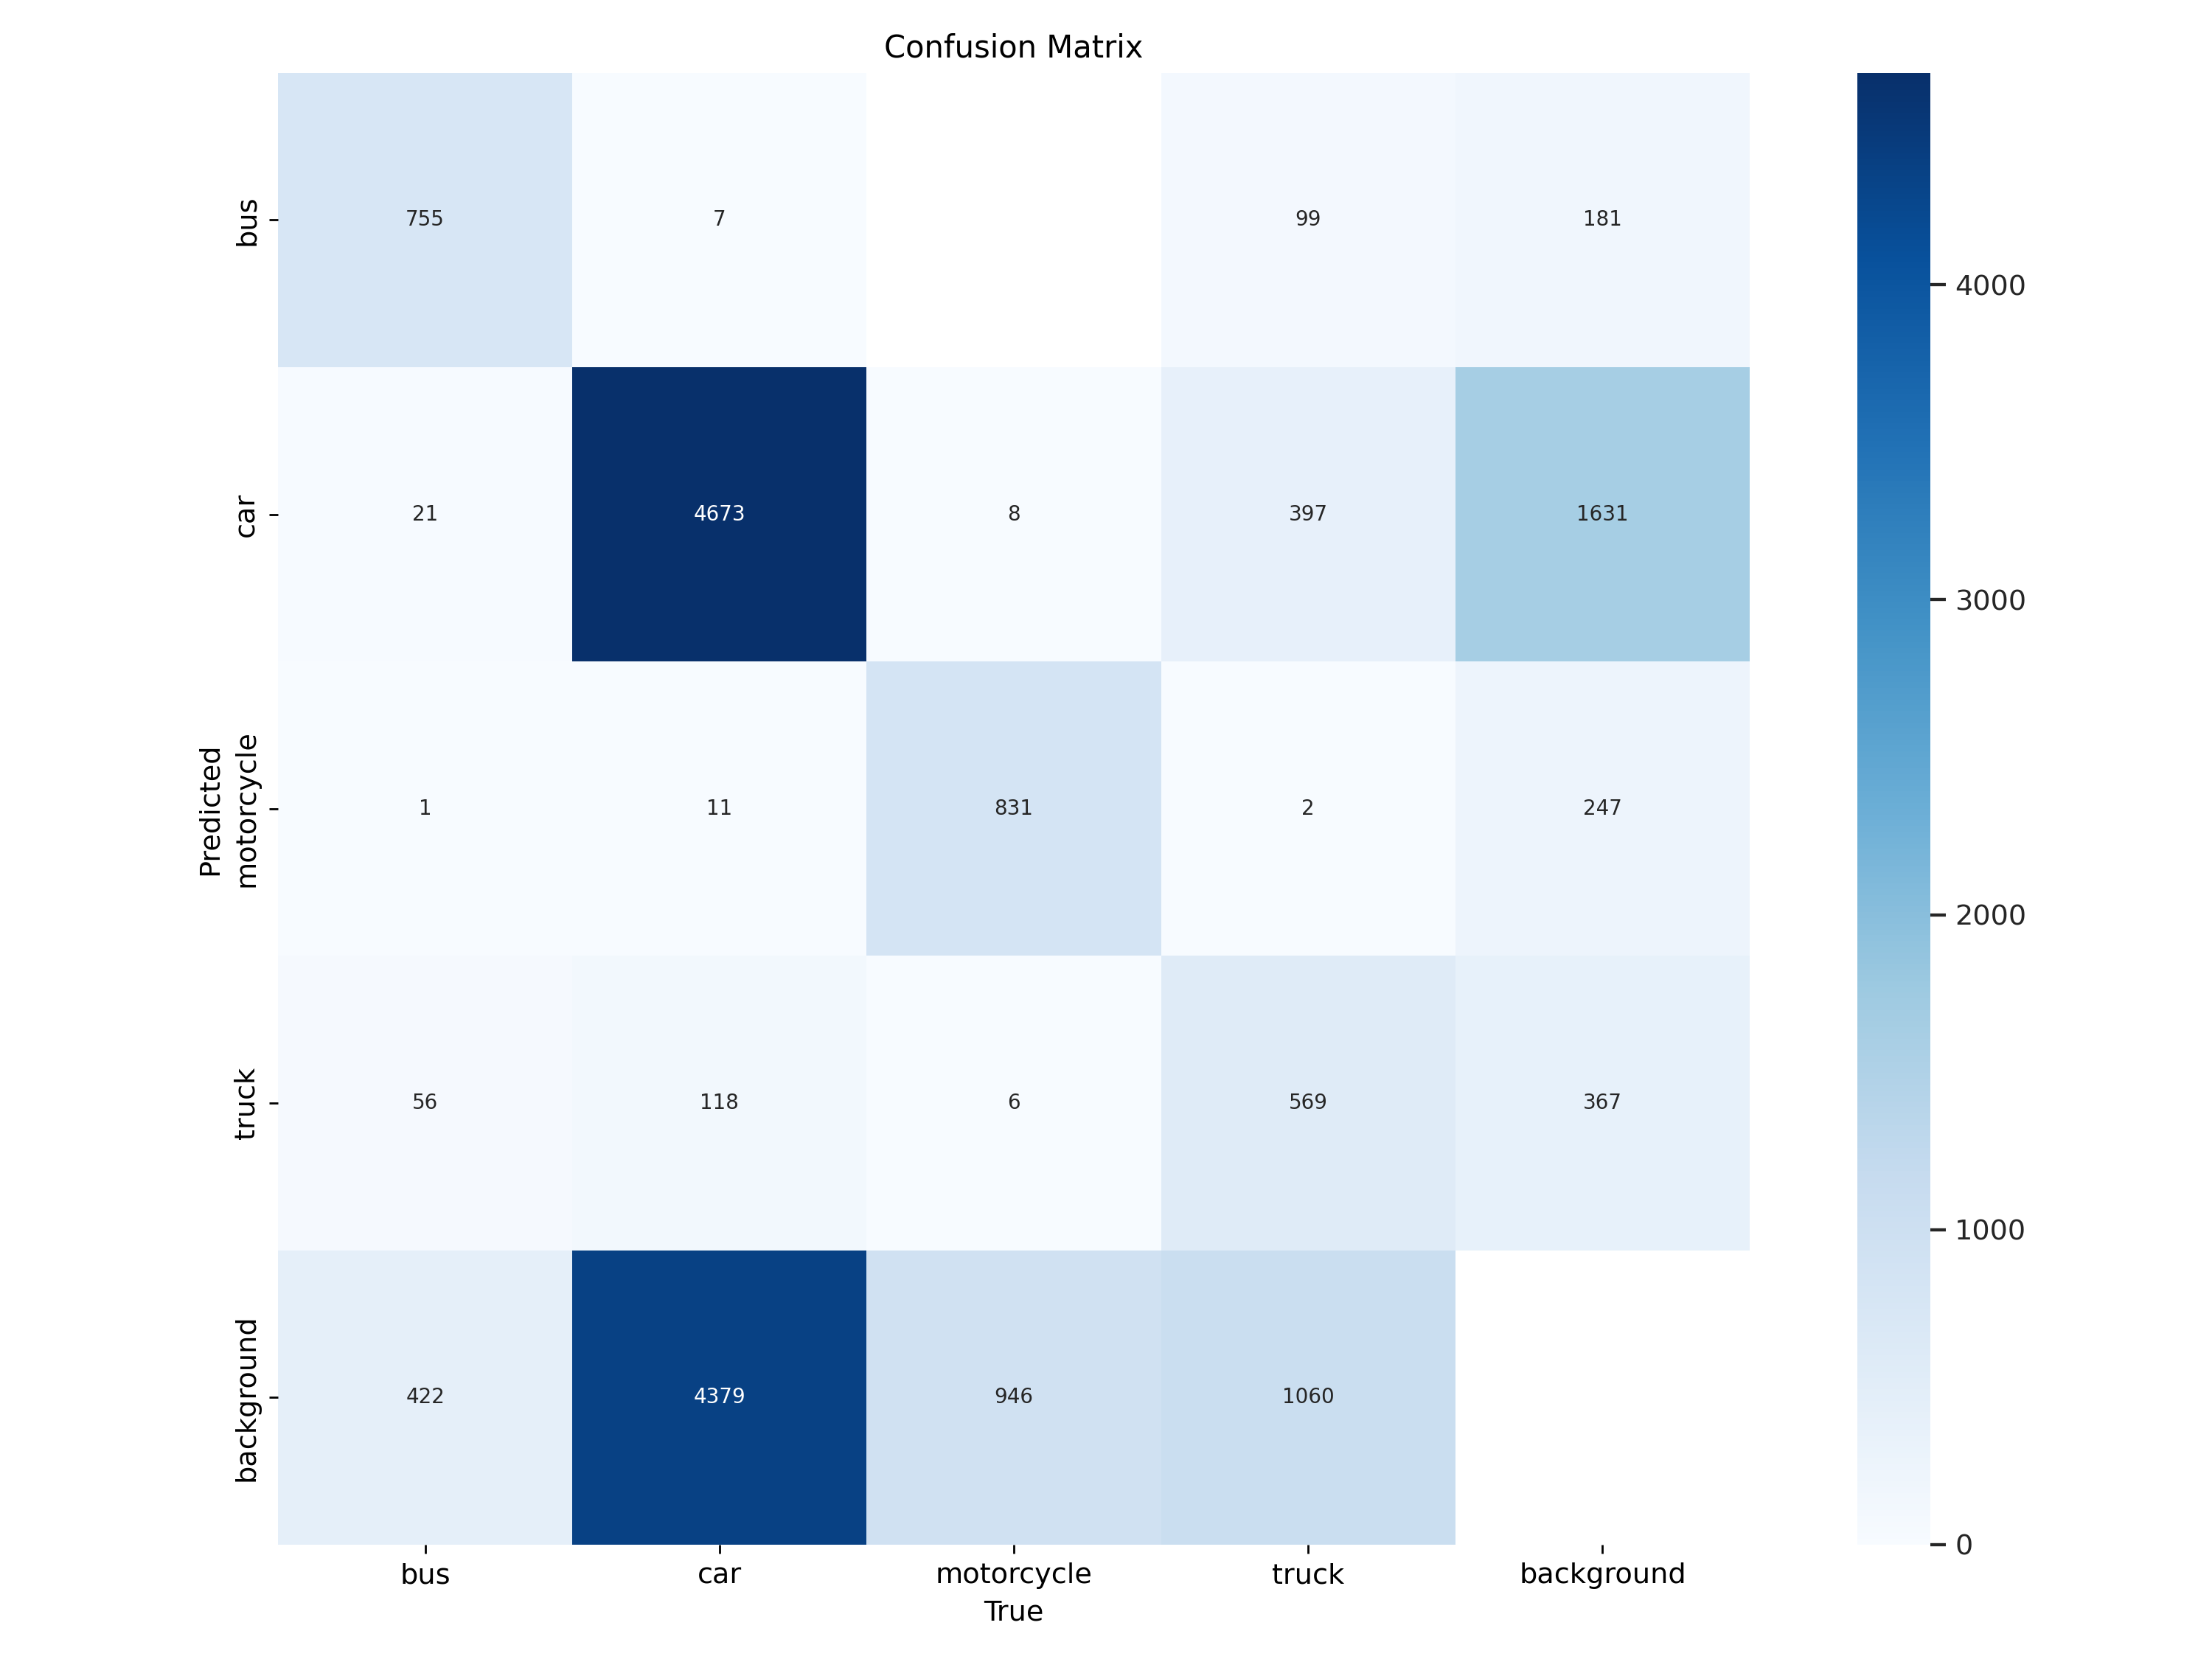 Confusion Matrix
bus
755
7
99
181
car
21
4673
8
397
1631
Predicted
motorcycle
1
11
831
2
247
truck
56
118
6
569
367
background
422
4379
946
1060
bus
car
motorcycle
truck
background
True
4000
3000
2000
1000
0